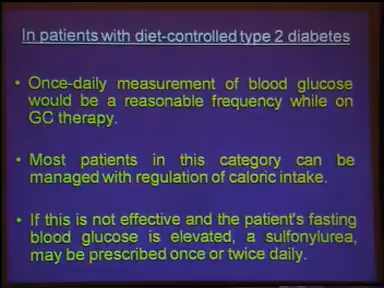 In patients with diet-controlled type 2 diabetes
• Once-daily measurement of blood glucose
would be a reasonable frequency while on
GC therapy.
• Most patients in this category can be
managed with regulation of caloric intake.
• If this is not effective and the patient's fasting
blood glucose is elevated, a sulfonylurea,
may be prescribed once or twice daily.